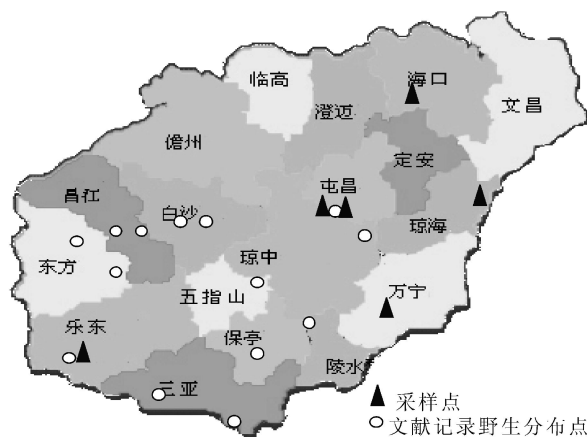 临高
海口
澄迈
文昌
儋州
定安
屯昌
昌江
白沙
琼海
东方
琼中
五指山
万宁
乐东
保亭
陵水
三亚
采样点
文献记录野生分布点